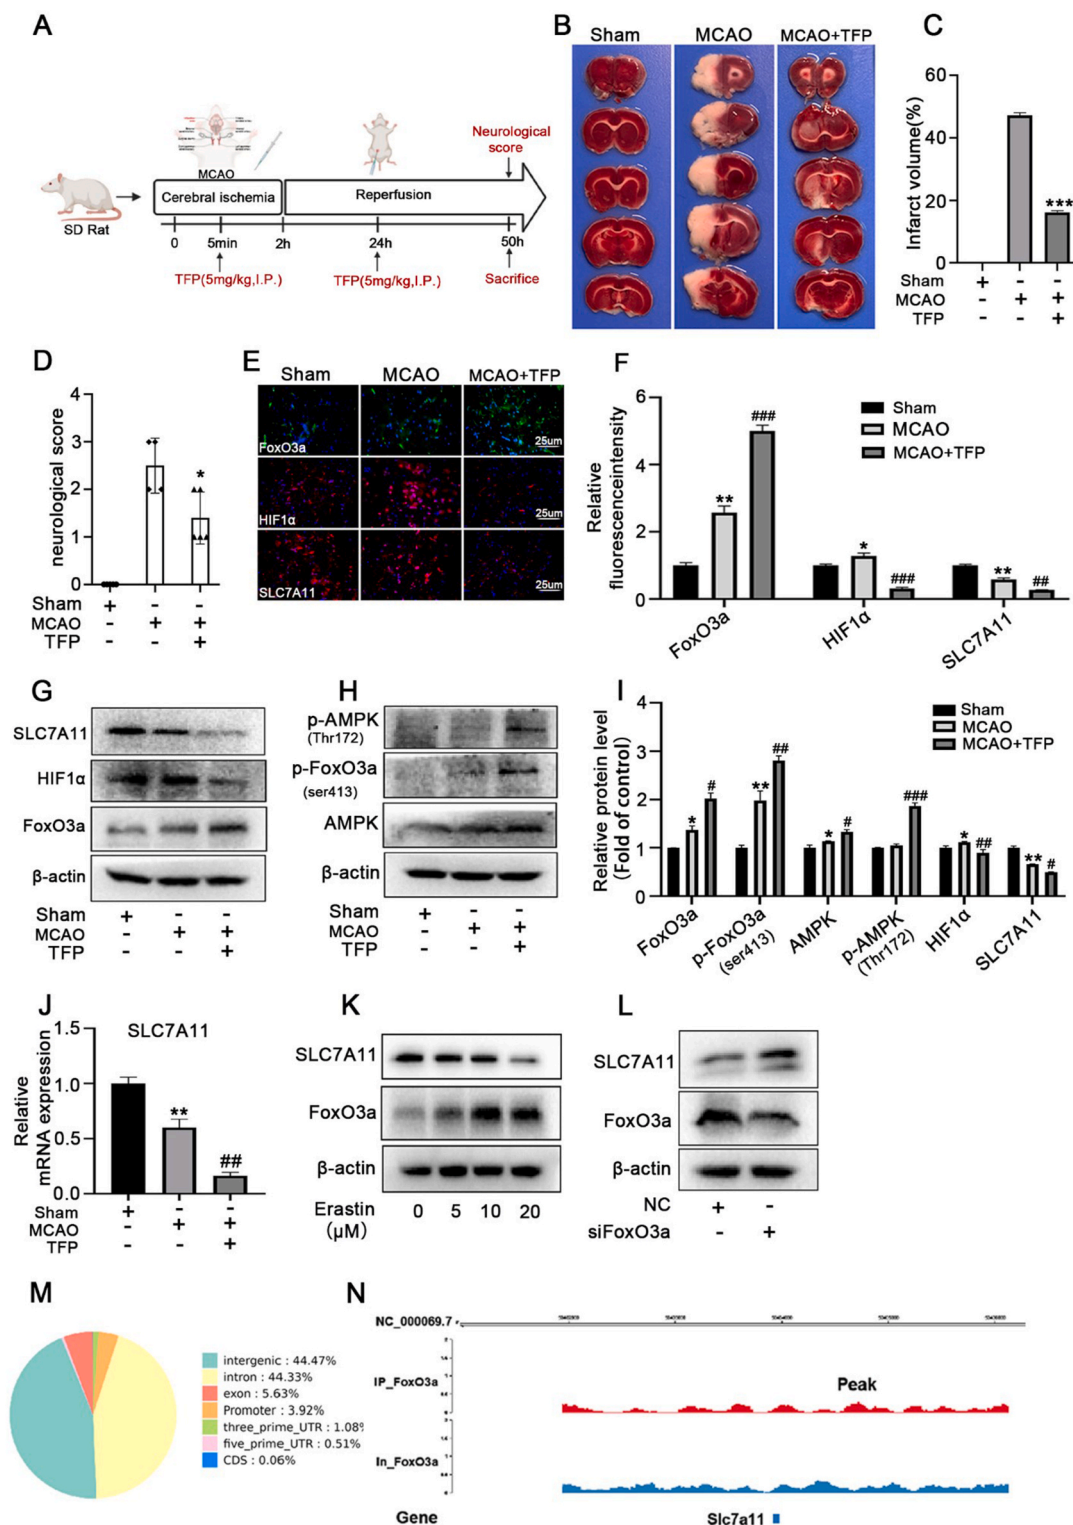 A
Neurological
score
MCAO
Cerebral ischemia
Reperfusion
SD Rat
0
5min
2h
24h
50h
TFP(5mg/kg,I.P.)
TFP(5mg/kg,I.P.)
Sacrifice
B
Sham
MCAO
MCAO+TFP
C
Infarct volume(%)
60
40
20
0
***
Sham + - -
MCAO - + +
TFP - - +
D
neurological score
4
3
2
1
0
*
Sham + - -
MCAO - + +
TFP - - +
E
Sham
MCAO
MCAO+TFP
FoxO3a
25um
HIF1α
25um
SLC7A11
25um
F
Relative
fluorescenceintensity
6
4
2
0
Sham
MCAO
MCAO+TFP
** ###
* ###
** ##
FoxO3a
HIF1α
SLC7A11
G
SLC7A11
HIF1α
FoxO3a
β-actin
Sham + - -
MCAO - + +
TFP - - +
H
p-AMPK
(Thr172)
p-FoxO3a
(ser413)
AMPK
β-actin
Sham + - -
MCAO - + +
TFP - - +
I
Relative protein level
(Fold of control)
4
3
2
1
0
Sham
MCAO
MCAO+TFP
* #
** ##
* #
###
* ##
** #
FoxO3a
p-FoxO3a
(ser413)
AMPK
p-AMPK
(Thr172)
HIF1α
SLC7A11
J
SLC7A11
Relative
mRNA expression
1.5
1.0
0.5
0.0
**
##
Sham + - -
MCAO - + +
TFP - - +
K
SLC7A11
FoxO3a
β-actin
Erastin
(μM)
0 5 10 20
L
SLC7A11
FoxO3a
β-actin
NC + -
siFoxO3a - +
M
intergenic : 44.47%
intron : 44.33%
exon : 5.63%
Promoter : 3.92%
three_prime_UTR : 1.08%
five_prime_UTR : 0.51%
CDS : 0.06%
N
NC_000069.7
IP_FoxO3a
Peak
In_FoxO3a
Gene
Slc7a11